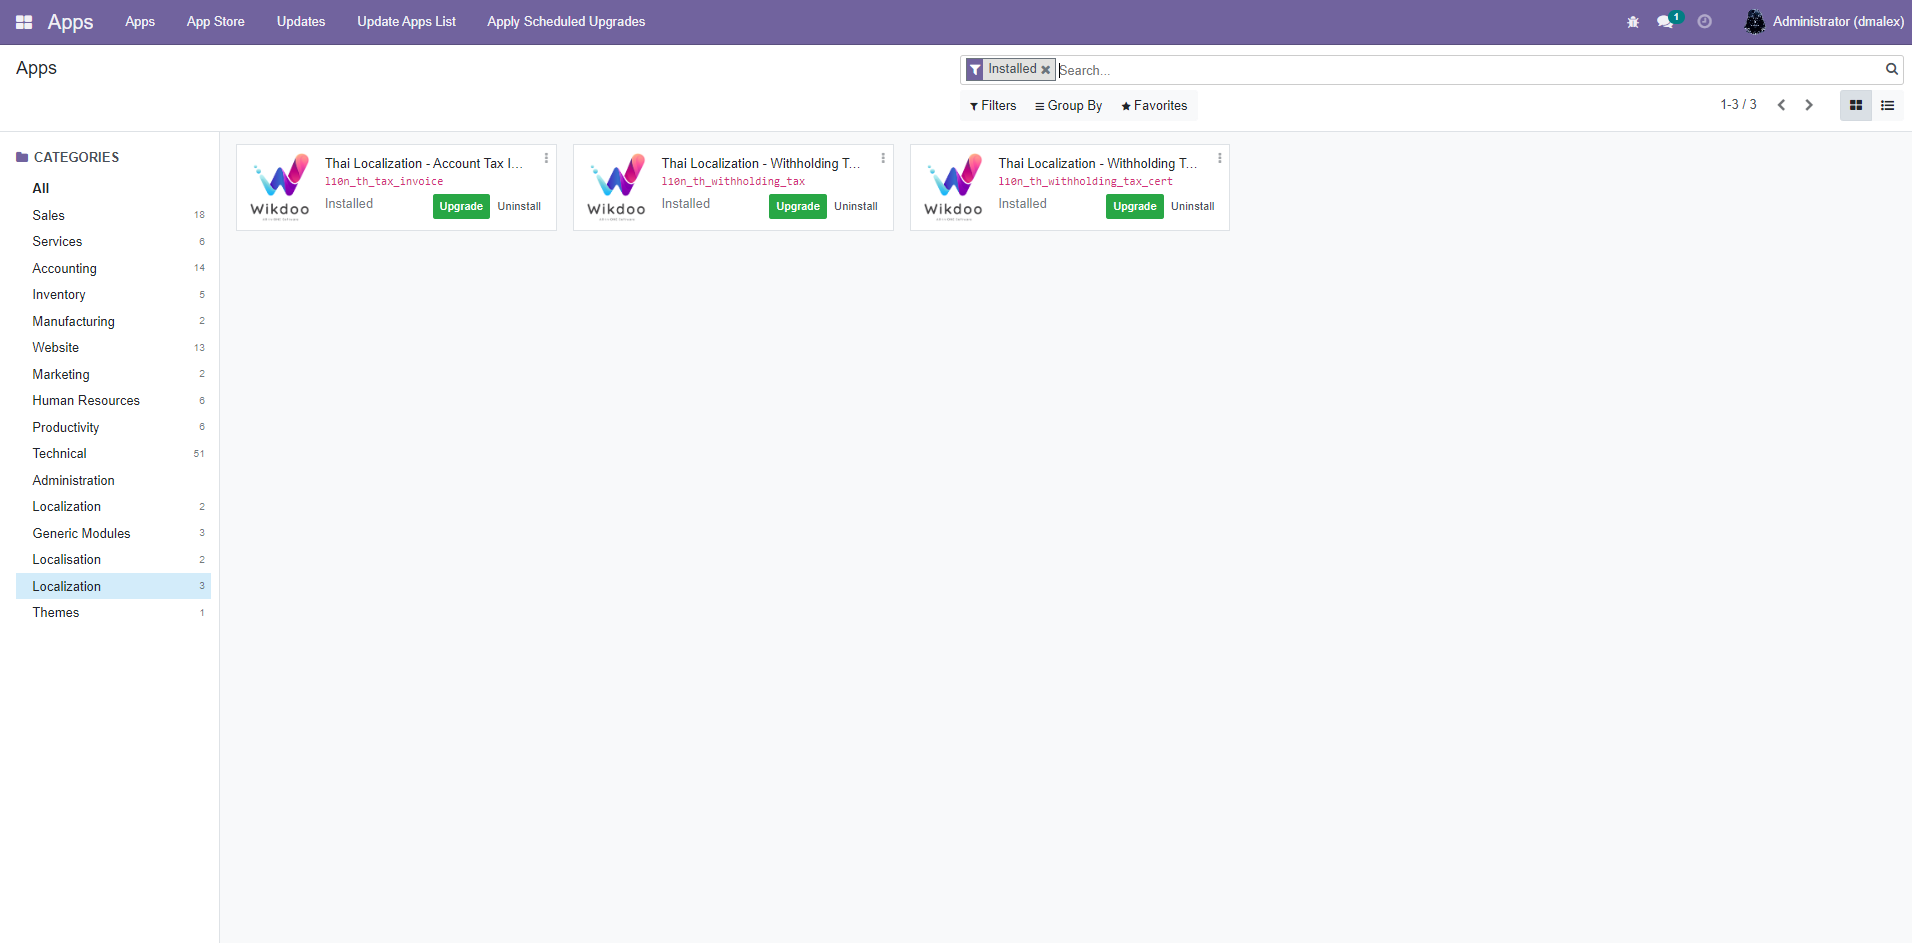 Apps Apps App Store Updates Update Apps List Apply Scheduled Upgrades 1 Administrator (dmalex)
Apps
Installed Search...
Filters Group By Favorites 1-3 / 3
CATEGORIES
All
Sales 18
Services 6
Accounting 14
Inventory 5
Manufacturing 2
Website 13
Marketing 2
Human Resources 6
Productivity 6
Technical 51
Administration
Localization 2
Generic Modules 3
Localisation 2
Localization 3
Themes 1
Wikdoo
Thai Localization - Account Tax I...
l10n_th_tax_invoice
Installed Upgrade Uninstall
Wikdoo
Thai Localization - Withholding T...
l10n_th_withholding_tax
Installed Upgrade Uninstall
Wikdoo
Thai Localization - Withholding T...
l10n_th_withholding_tax_cert
Installed Upgrade Uninstall